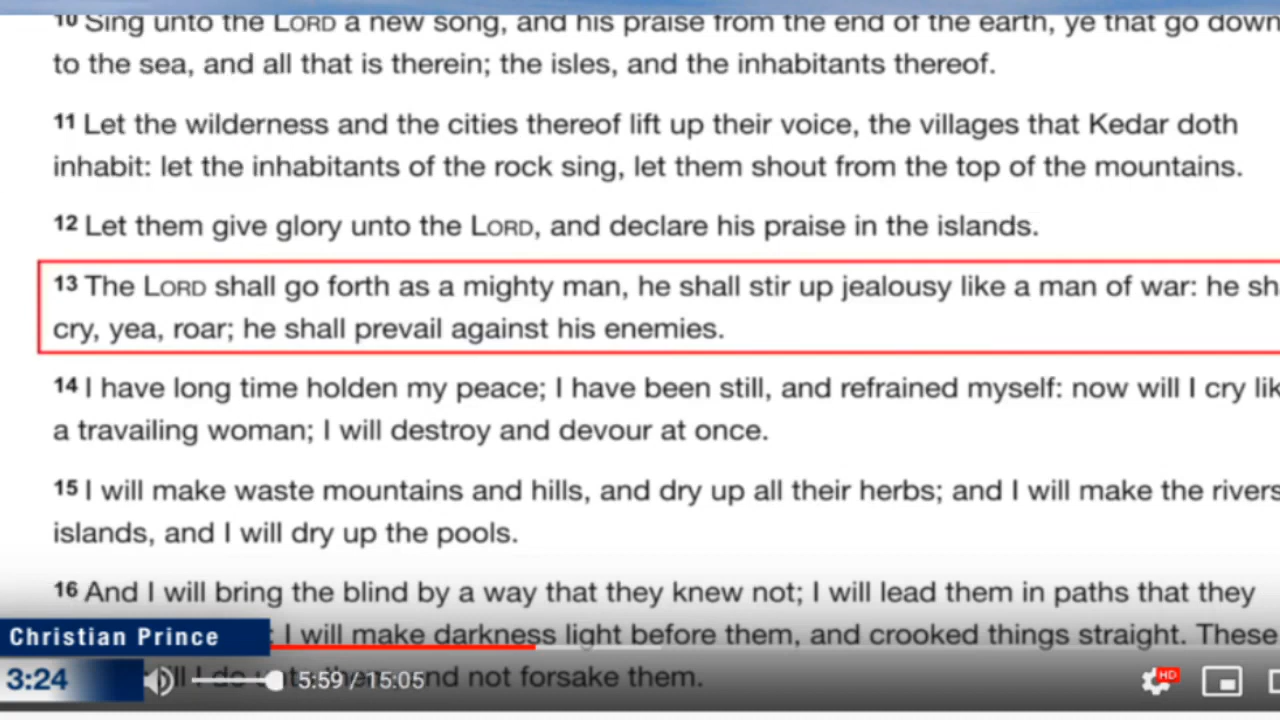 10 Sing unto the LORD a new song, and his praise from the end of the earth, ye that go down
to the sea, and all that is therein; the isles, and the inhabitants thereof.
11 Let the wilderness and the cities thereof lift up their voice, the villages that Kedar doth
inhabit: let the inhabitants of the rock sing, let them shout from the top of the mountains.
12 Let them give glory unto the LORD, and declare his praise in the islands.
13 The LORD shall go forth as a mighty man, he shall stir up jealousy like a man of war: he sh
cry, yea, roar; he shall prevail against his enemies.
14 I have long time holden my peace; I have been still, and refrained myself: now will I cry lik
a travailing woman; I will destroy and devour at once.
15 I will make waste mountains and hills, and dry up all their herbs; and I will make the rivers
islands, and I will dry up the pools.
16 And I will bring the blind by a way that they knew not; I will lead them in paths that they
Christian Prince
: I will make darkness light before them, and crooked things straight. These
3:24
5:59 / 15:05
I do nd not forsake them.
HD